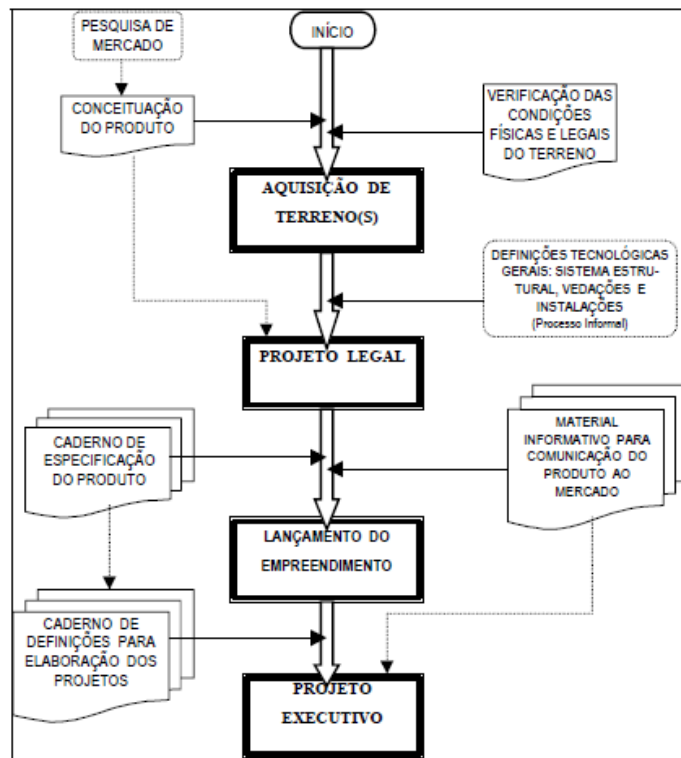 PESQUISA DE
MERCADO
INÍCIO
CONCEITUAÇÃO
DO PRODUTO
VERIFICAÇÃO DAS
CONDIÇÕES
FÍSICAS E LEGAIS
DO TERRENO
AQUISIÇÃO DE
TERRENO(S)
DEFINIÇÕES TECNOLÓGICAS
GERAIS: SISTEMA ESTRU-
TURAL, VEDAÇÕES E
INSTALAÇÕES
(Processo Informal)
PROJETO LEGAL
CADERNO DE
ESPECIFICAÇÃO
DO PRODUTO
MATERIAL
INFORMATIVO PARA
COMUNICAÇÃO DO
PRODUTO AO
MERCADO
LANÇAMENTO DO
EMPREENDIMENTO
CADERNO DE
DEFINIÇÕES PARA
ELABORAÇÃO DOS
PROJETOS
PROJETO
EXECUTIVO